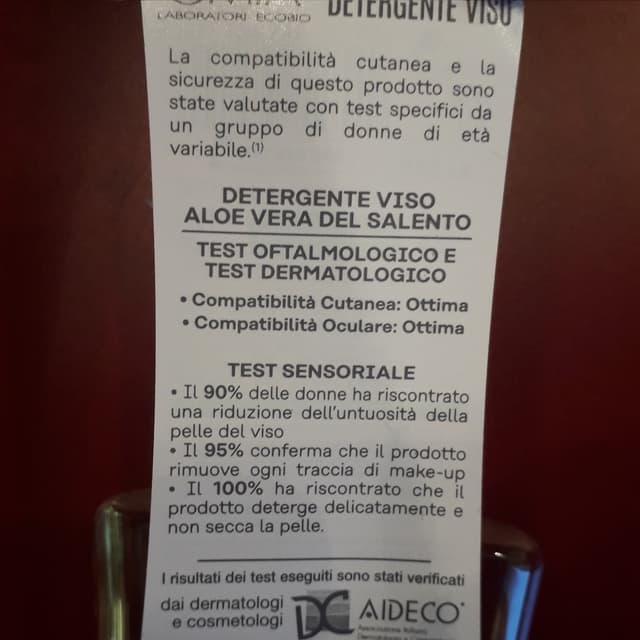 LABORATORI ECOBIO
DETERGENTE VISO
La compatibilità cutanea e la
sicurezza di questo prodotto sono
state valutate con test specifici da
un gruppo di donne di età
variabile.(1)
DETERGENTE VISO
ALOE VERA DEL SALENTO
TEST OFTALMOLOGICO E
TEST DERMATOLOGICO
• Compatibilità Cutanea: Ottima
• Compatibilità Oculare: Ottima
TEST SENSORIALE
• Il 90% delle donne ha riscontrato
una riduzione dell'untuosità della
pelle del viso
• Il 95% conferma che il prodotto
rimuove ogni traccia di make-up
• Il 100% ha riscontrato che il
prodotto deterge delicatamente e
non secca la pelle.
I risultati dei test eseguiti sono stati verificati
dai dermatologi
e cosmetologi
DC AIDECO
Associazione Italiana